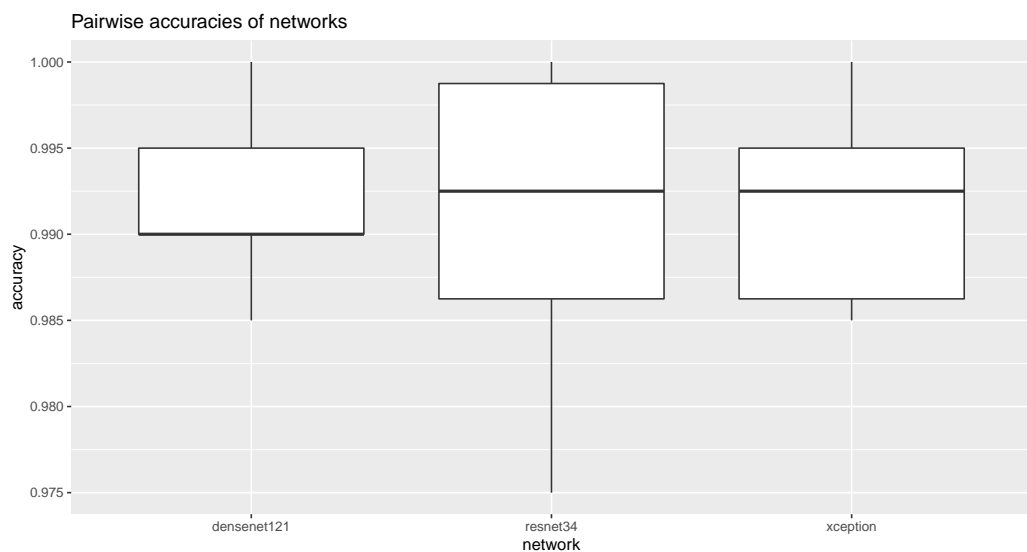 Pairwise accuracies of networks
1.000
0.995
0.990
0.985
0.980
0.975
accuracy
densenet121 resnet34 xception
network